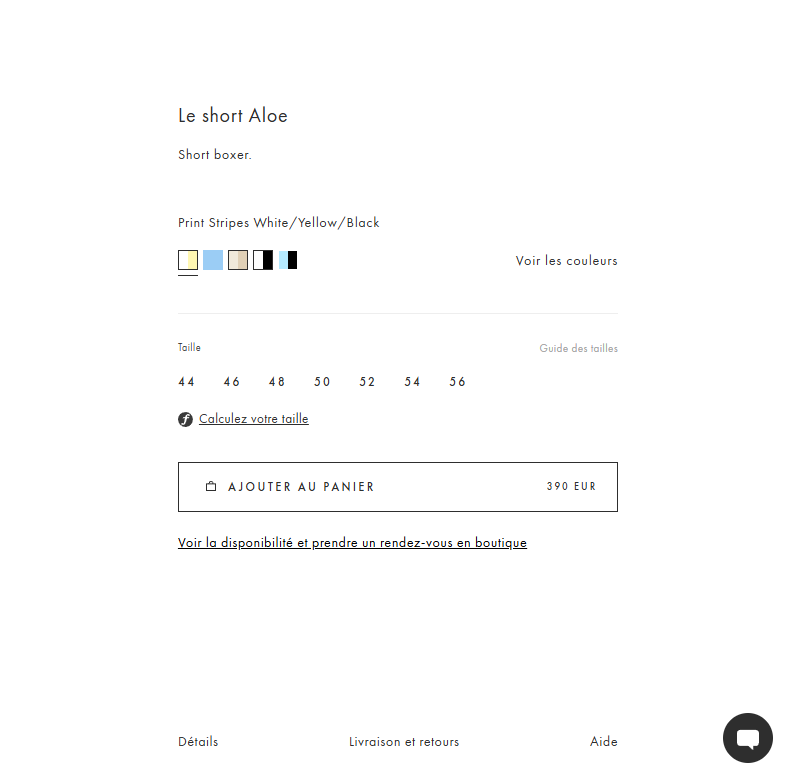 Le short Aloe
Short boxer.
Print Stripes White/Yellow/Black
Voir les couleurs
Taille
Guide des tailles
44 46 48 50 52 54 56
Calculez votre taille
AJOUTER AU PANIER 390 EUR
Voir la disponibilité et prendre un rendez-vous en boutique
Détails Livraison et retours Aide